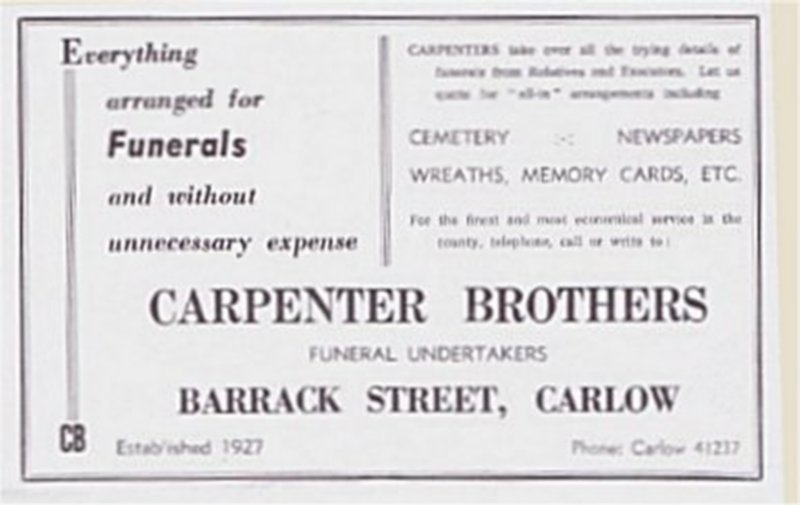 Everything
arranged for
Funerals
and without
unnecessary expense
CARPENTERS take over all the trying details of
funerals from Relatives and Executors. Let us
quote for "all-in" arrangements including
CEMETERY :-: NEWSPAPERS
WREATHS, MEMORY CARDS, ETC.
For the finest and most economical service in the
county, telephone, call or write to:
CARPENTER BROTHERS
FUNERAL UNDERTAKERS
BARRACK STREET, CARLOW
CB Established 1927 Phone: Carlow 41237